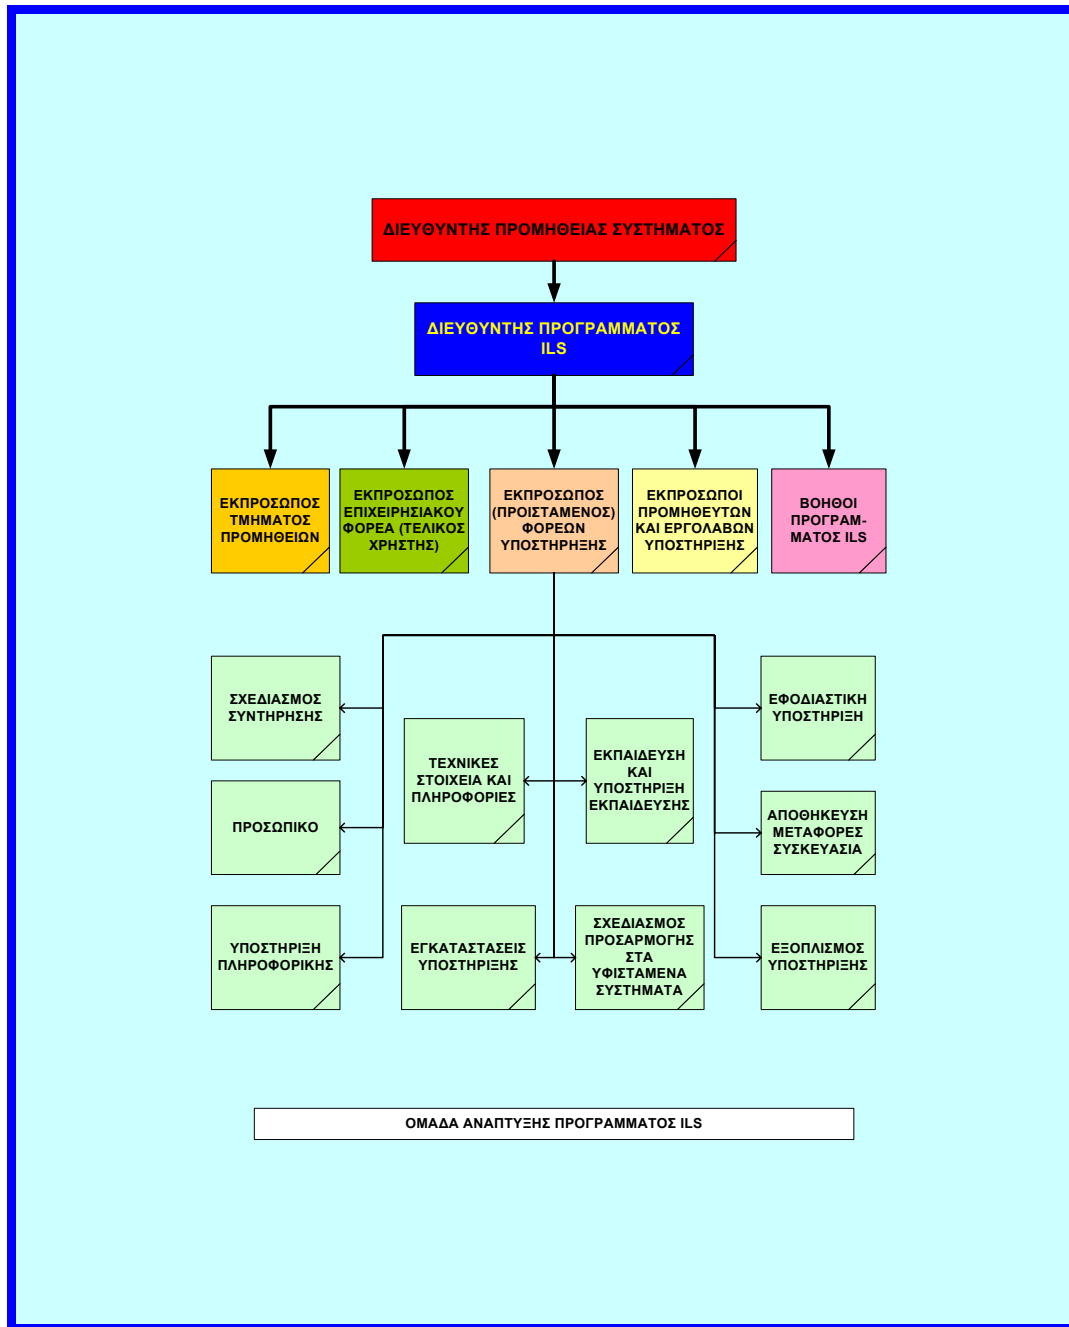 ΔΙΕΥΘΥΝΤΗΣ ΠΡΟΜΗΘΕΙΑΣ ΣΥΣΤΗΜΑΤΟΣ
ΔΙΕΥΘΥΝΤΗΣ ΠΡΟΓΡΑΜΜΑΤΟΣ
ILS
ΕΚΠΡΟΣΩΠΟΣ
ΤΜΗΜΑΤΟΣ
ΠΡΟΜΗΘΕΙΩΝ
ΕΚΠΡΟΣΩΠΟΣ
ΕΠΙΧΕΙΡΗΣΙΑΚΟΥ
ΦΟΡΕΑ (ΤΕΛΙΚΟΣ
ΧΡΗΣΤΗΣ)
ΕΚΠΡΟΣΩΠΟΣ
(ΠΡΟΙΣΤΑΜΕΝΟΣ)
ΦΟΡΕΩΝ
ΥΠΟΣΤΗΡΗΞΗΣ
ΕΚΠΡΟΣΩΠΟΙ
ΠΡΟΜΗΘΕΥΤΩΝ
ΚΑΙ ΕΡΓΟΛΑΒΩΝ
ΥΠΟΣΤΗΡΙΞΗΣ
ΒΟΗΘΟΙ
ΠΡΟΓΡΑΜ-
ΜΑΤΟΣ ILS
ΣΧΕΔΙΑΣΜΟΣ
ΣΥΝΤΗΡΗΣΗΣ
ΤΕΧΝΙΚΕΣ
ΣΤΟΙΧΕΙΑ ΚΑΙ
ΠΛΗΡΟΦΟΡΙΕΣ
ΕΚΠΑΙΔΕΥΣΗ
ΚΑΙ
ΥΠΟΣΤΗΡΙΞΗ
ΕΚΠΑΙΔΕΥΣΗΣ
ΕΦΟΔΙΑΣΤΙΚΗ
ΥΠΟΣΤΗΡΙΞΗ
ΠΡΟΣΩΠΙΚΟ
ΑΠΟΘΗΚΕΥΣΗ
ΜΕΤΑΦΟΡΕΣ
ΣΥΣΚΕΥΑΣΙΑ
ΥΠΟΣΤΗΡΙΞΗ
ΠΛΗΡΟΦΟΡΙΚΗΣ
ΕΓΚΑΤΑΣΤΑΣΕΙΣ
ΥΠΟΣΤΗΡΙΞΗΣ
ΣΧΕΔΙΑΣΜΟΣ
ΠΡΟΣΑΡΜΟΓΗΣ
ΣΤΑ
ΥΦΙΣΤΑΜΕΝΑ
ΣΥΣΤΗΜΑΤΑ
ΕΞΟΠΛΙΣΜΟΣ
ΥΠΟΣΤΗΡΙΞΗΣ
ΟΜΑΔΑ ΑΝΑΠΤΥΞΗΣ ΠΡΟΓΡΑΜΜΑΤΟΣ ILS